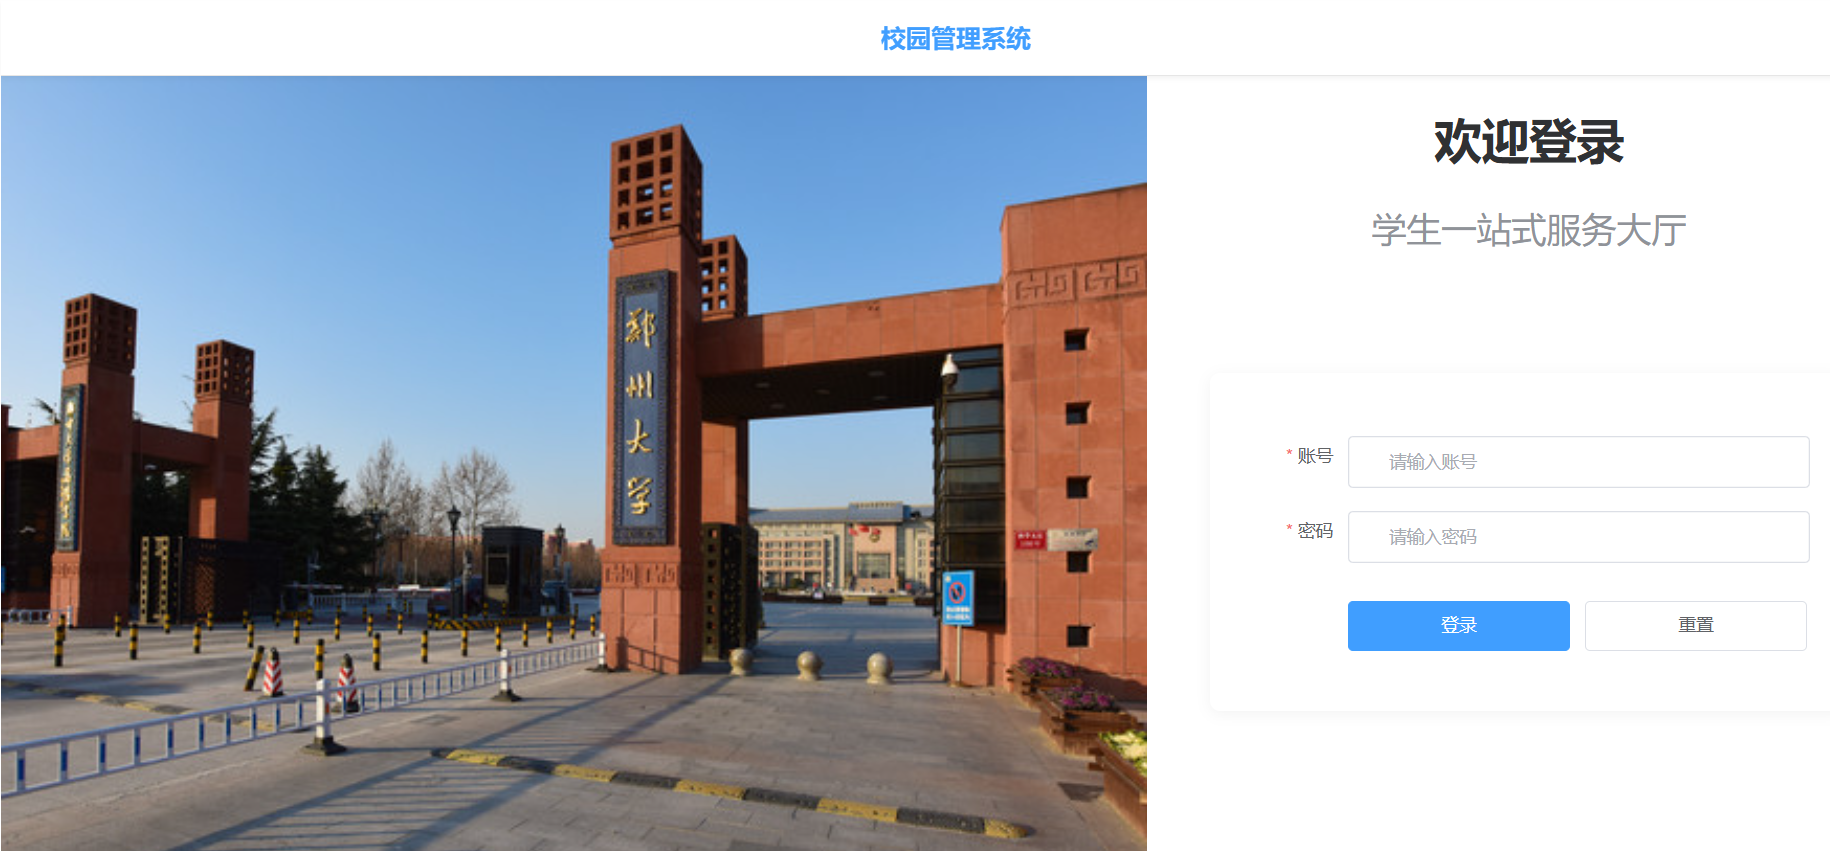 校园管理系统
郑州大学
欢迎登录
学生一站式服务大厅
* 账号
请输入账号
* 密码
请输入密码
登录
重置